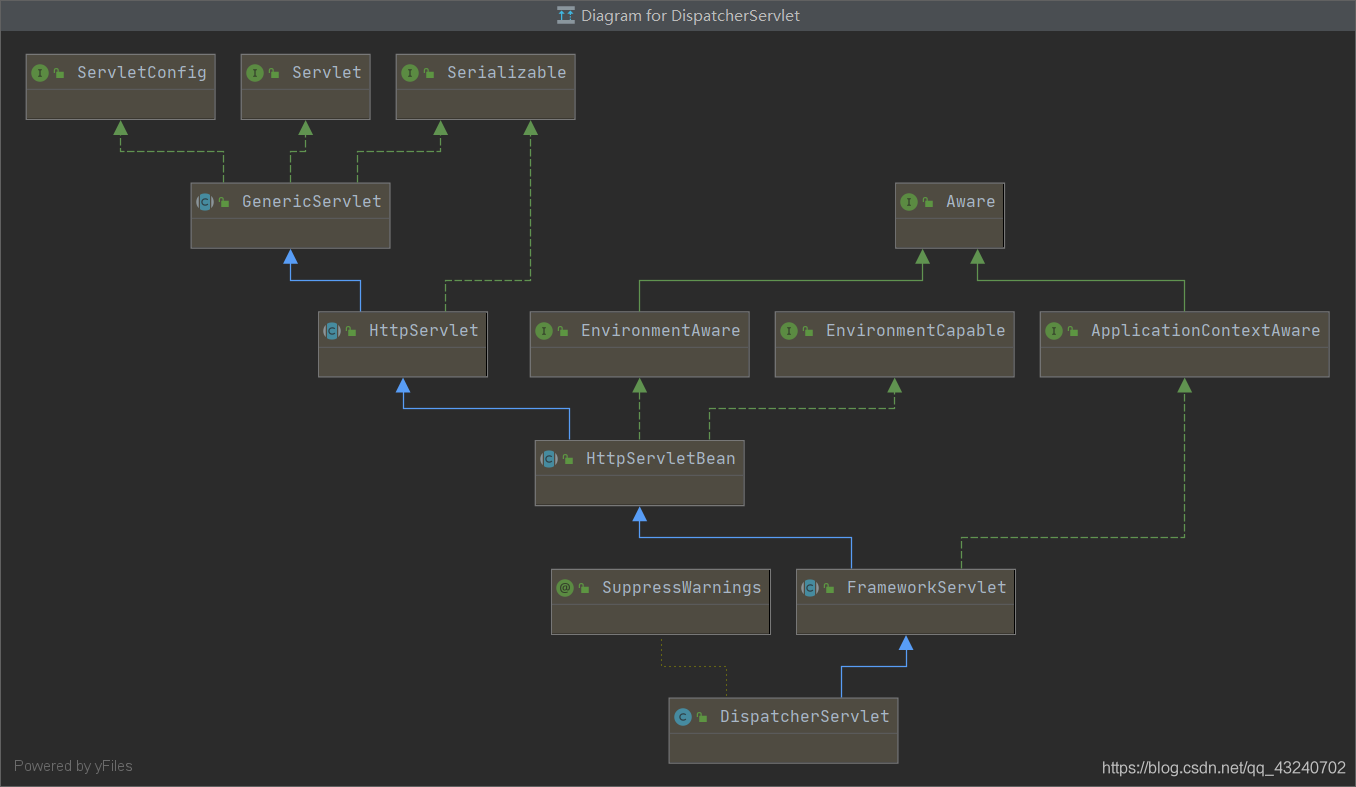 Diagram for DispatcherServlet
ServletConfig
Servlet
Serializable
GenericServlet
Aware
HttpServlet
EnvironmentAware
EnvironmentCapable
ApplicationContextAware
HttpServletBean
SuppressWarnings
FrameworkServlet
DispatcherServlet
Powered by yFiles
https://blog.csdn.net/qq_43240702